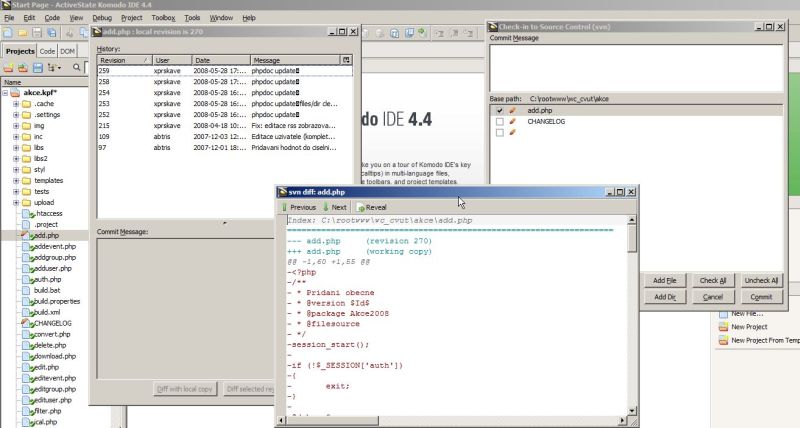 Start Page - ActiveState Komodo IDE 4.4
File Edit Code View Debug Project Toolbox Tools Window Help
Projects Code DOM
Name
akce.kpf*
.cache
.settings
img
inc
libs
libs2
styl
templates
tests
upload
.htaccess
.project
add.php
addevent.php
addgroup.php
adduser.php
auth.php
build.bat
build.properties
build.xml
CHANGELOG
convert.php
delete.php
download.php
edit.php
editevent.php
editgroup.php
edituser.php
filter.php
ical.php
add.php : local revision is 270
History:
Revision User Date Message
259 xprskave 2008-05-28 17:... phpdoc update
258 xprskave 2008-05-28 17:... phpdoc update
254 xprskave 2008-05-28 16:... phpdoc update
253 xprskave 2008-05-28 16:... phpdoc update files/dir de...
252 xprskave 2008-05-28 16:... phpdoc update
215 xprskave 2008-04-18 10:... Fix: editace rss zobrazova...
109 abtris 2007-12-03 12:... Editace uzivatele (komplet...
97 abtris 2007-12-01 18:... Pridavani hodnot do ciselni...
Commit Message:
Diff with local copy Diff selected re
do IDE 4.4
ke you on a tour of Komodo IDE's key
calltips) in multi-language files,
e toolbars, and project templates.
Check-in to Source Control (svn)
Commit Message
Base path: C:\rootwww\wc_cvut\akce
add.php
CHANGELOG
Add File Check All Uncheck All
Add Dir Cancel Commit
New File...
New Project
New Project From Temp
svn diff: add.php
Previous Next Reveal
Index: C:\rootwww\wc_cvut\akce\add.php
===================================================================
--- add.php (revision 270)
+++ add.php (working copy)
@@ -1,60 +1,55 @@
-<?php
-/**
- * Pridani obecne
- * @version $Id$
- * @package Akce2008
- * @filesource
- */
-session_start();
-
-if (!$_SESSION['auth'])
-{
- exit;
-}
-